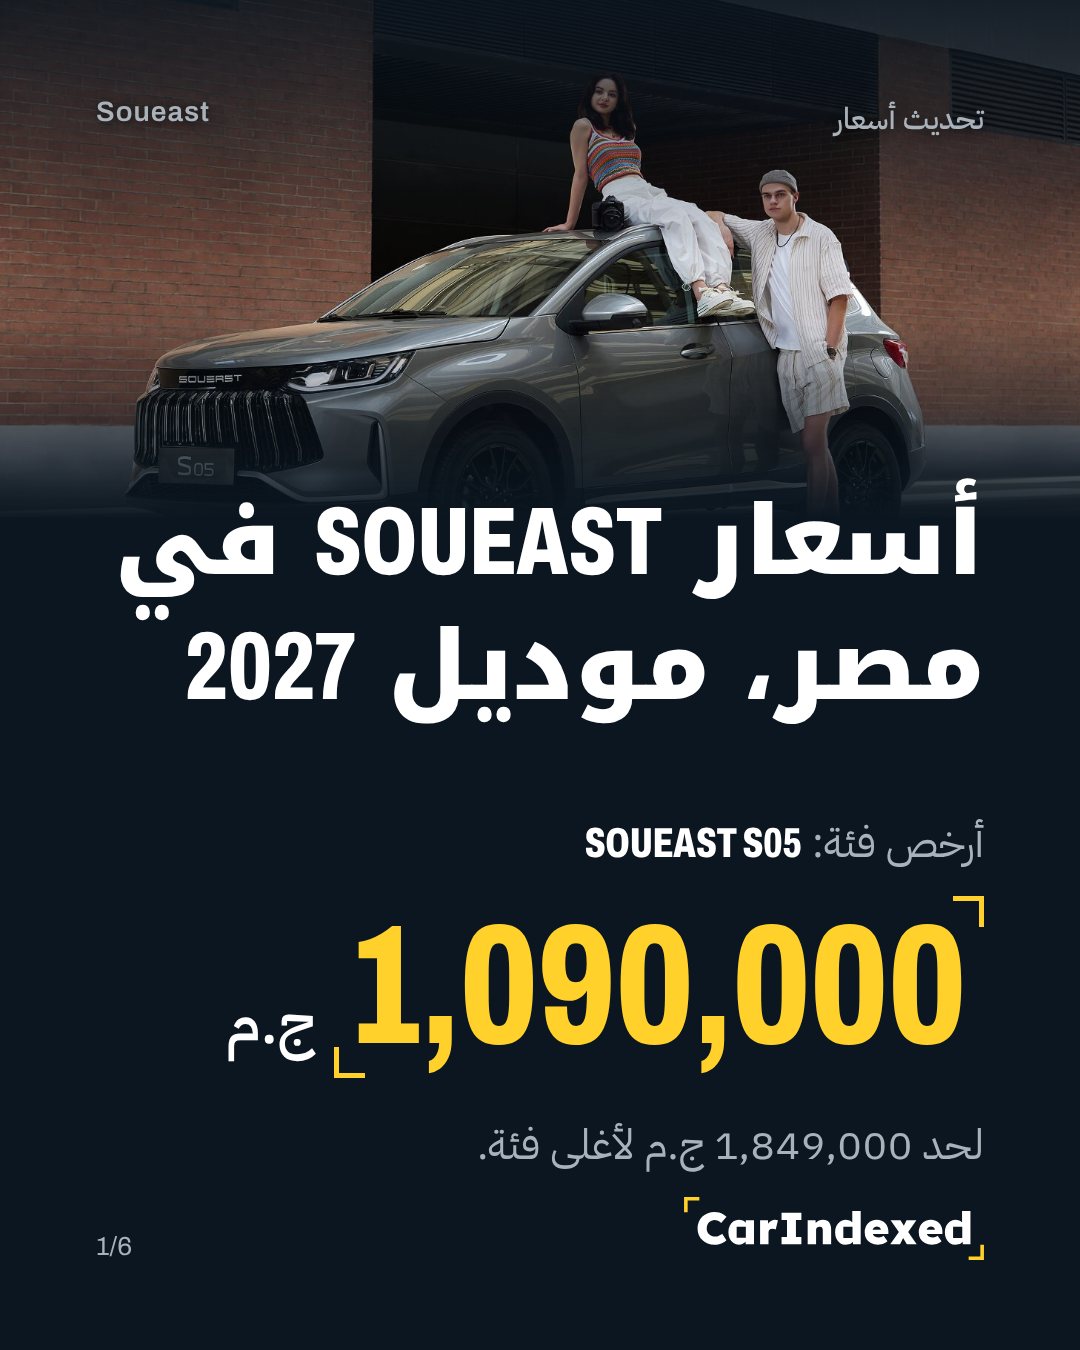 تحديث أسعار
Soueast
SOUEAST
S05
أسعار SOUEAST في
مصر، موديل 2027
أرخص فئة: SOUEAST S05
1,090,000 ج.م
لحد 1,849,000 ج.م لأغلى فئة.
CarIndexed
1/6